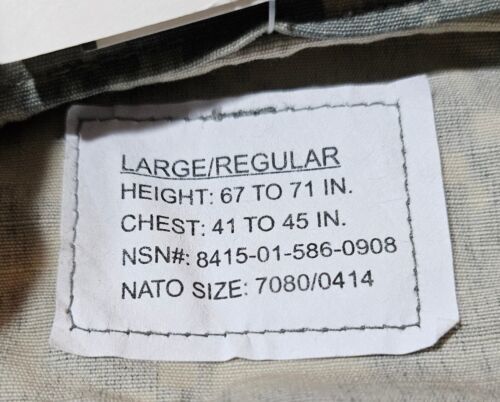 LARGE/REGULAR
HEIGHT: 67 TO 71 IN.
CHEST: 41 TO 45 IN.
NSN#: 8415-01-586-0908
NATO SIZE: 7080/0414